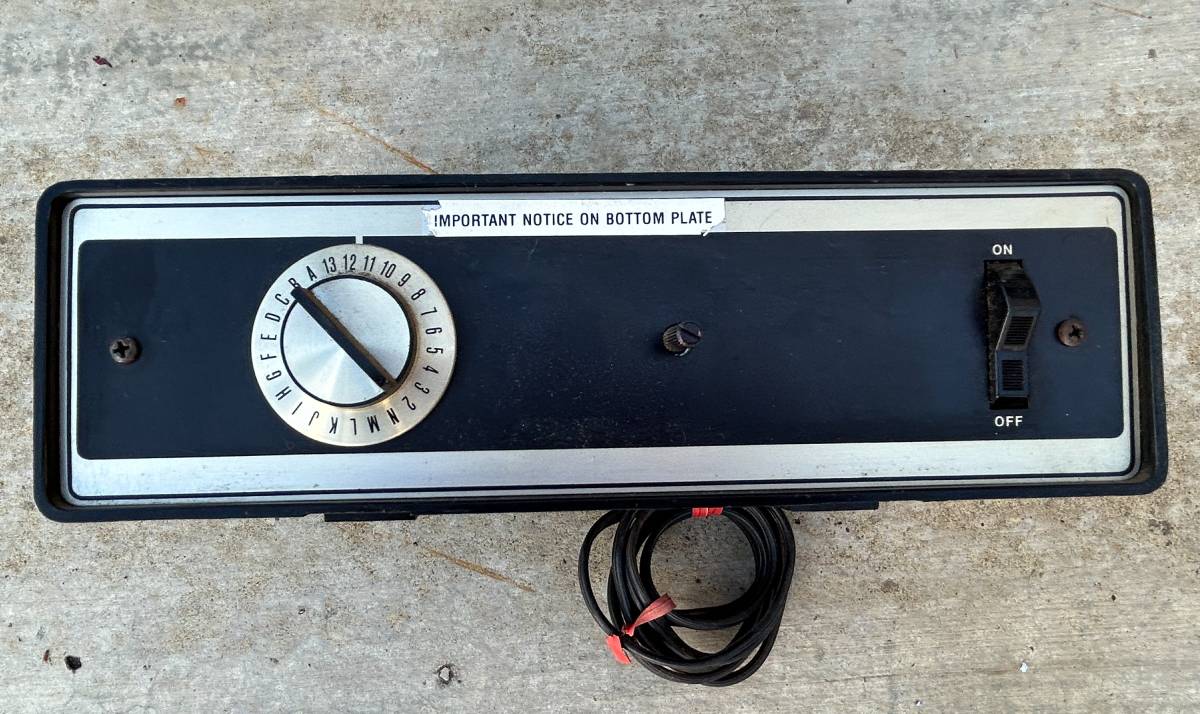 IMPORTANT NOTICE ON BOTTOM PLATE
A 13 12 11 10 9 8 7 6 5 4 3 2 N M L K J I H G F E D C B
ON
OFF